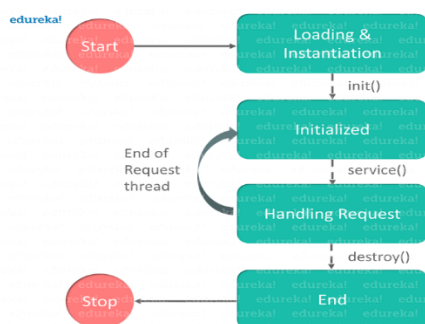 edureka!
Start
Loading &
Instantiation
init()
Initialized
End of
Request
thread
service()
Handling Request
destroy()
Stop
End